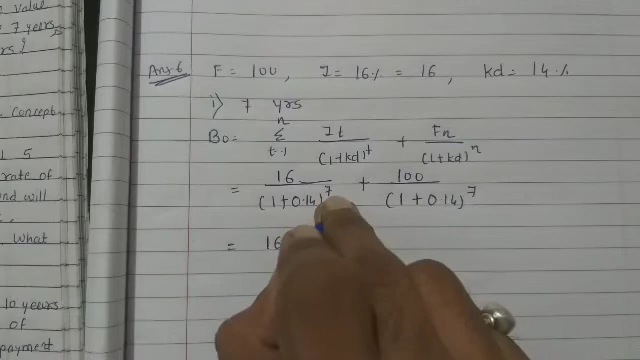 value
7 years
rs ?
Concept
5
rate of
nd will
What
10 years
of
payment
Ans 6 F = 100 , I = 16 % = 16 , kd = 14 %
i) 7 yrs
B0 = n Σ t=1 It / (1+kd)^t + Fn / (1+kd)^n
= 16 / (1+0.14)^7 + 100 / (1+0.14)^7
= 16